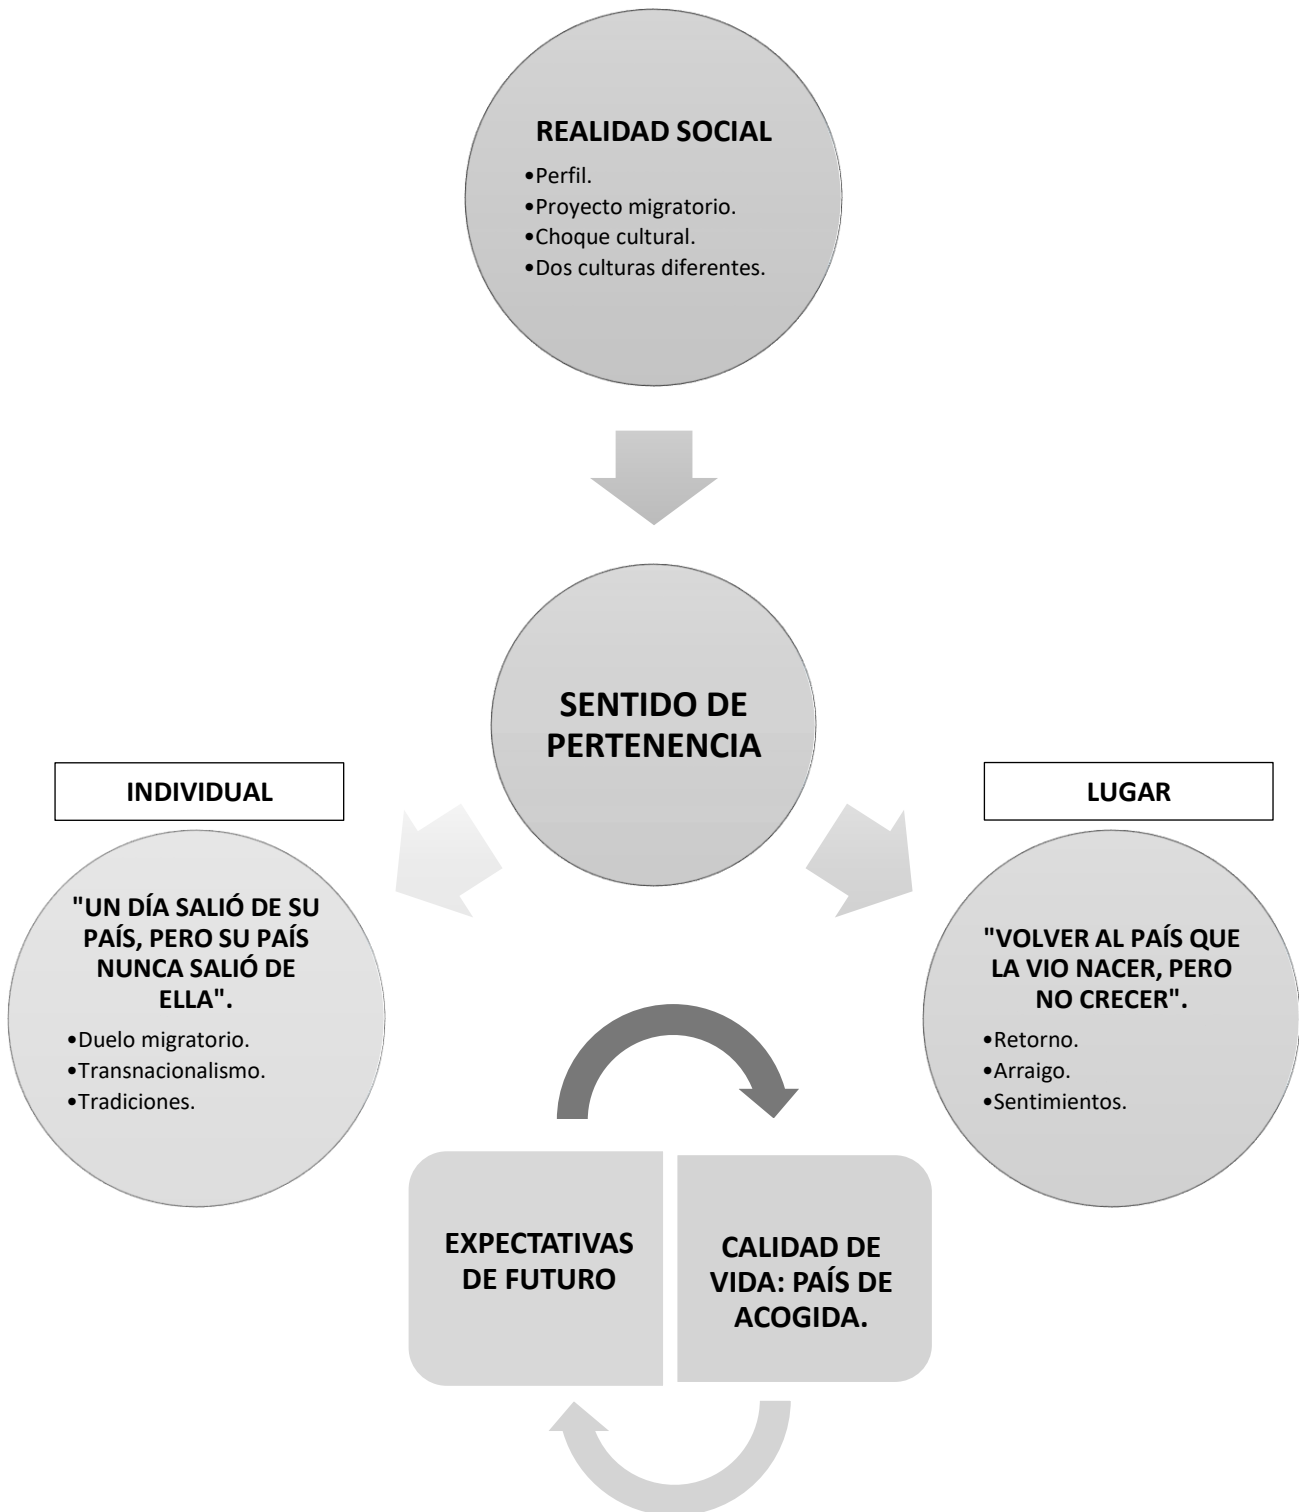 REALIDAD SOCIAL
•Perfil.
•Proyecto migratorio.
•Choque cultural.
•Dos culturas diferentes.
SENTIDO DE
PERTENENCIA
INDIVIDUAL
"UN DÍA SALIÓ DE SU
PAÍS, PERO SU PAÍS
NUNCA SALIÓ DE
ELLA".
•Duelo migratorio.
•Transnacionalismo.
•Tradiciones.
LUGAR
"VOLVER AL PAÍS QUE
LA VIO NACER, PERO
NO CRECER".
•Retorno.
•Arraigo.
•Sentimientos.
EXPECTATIVAS
DE FUTURO
CALIDAD DE
VIDA: PAÍS DE
ACOGIDA.